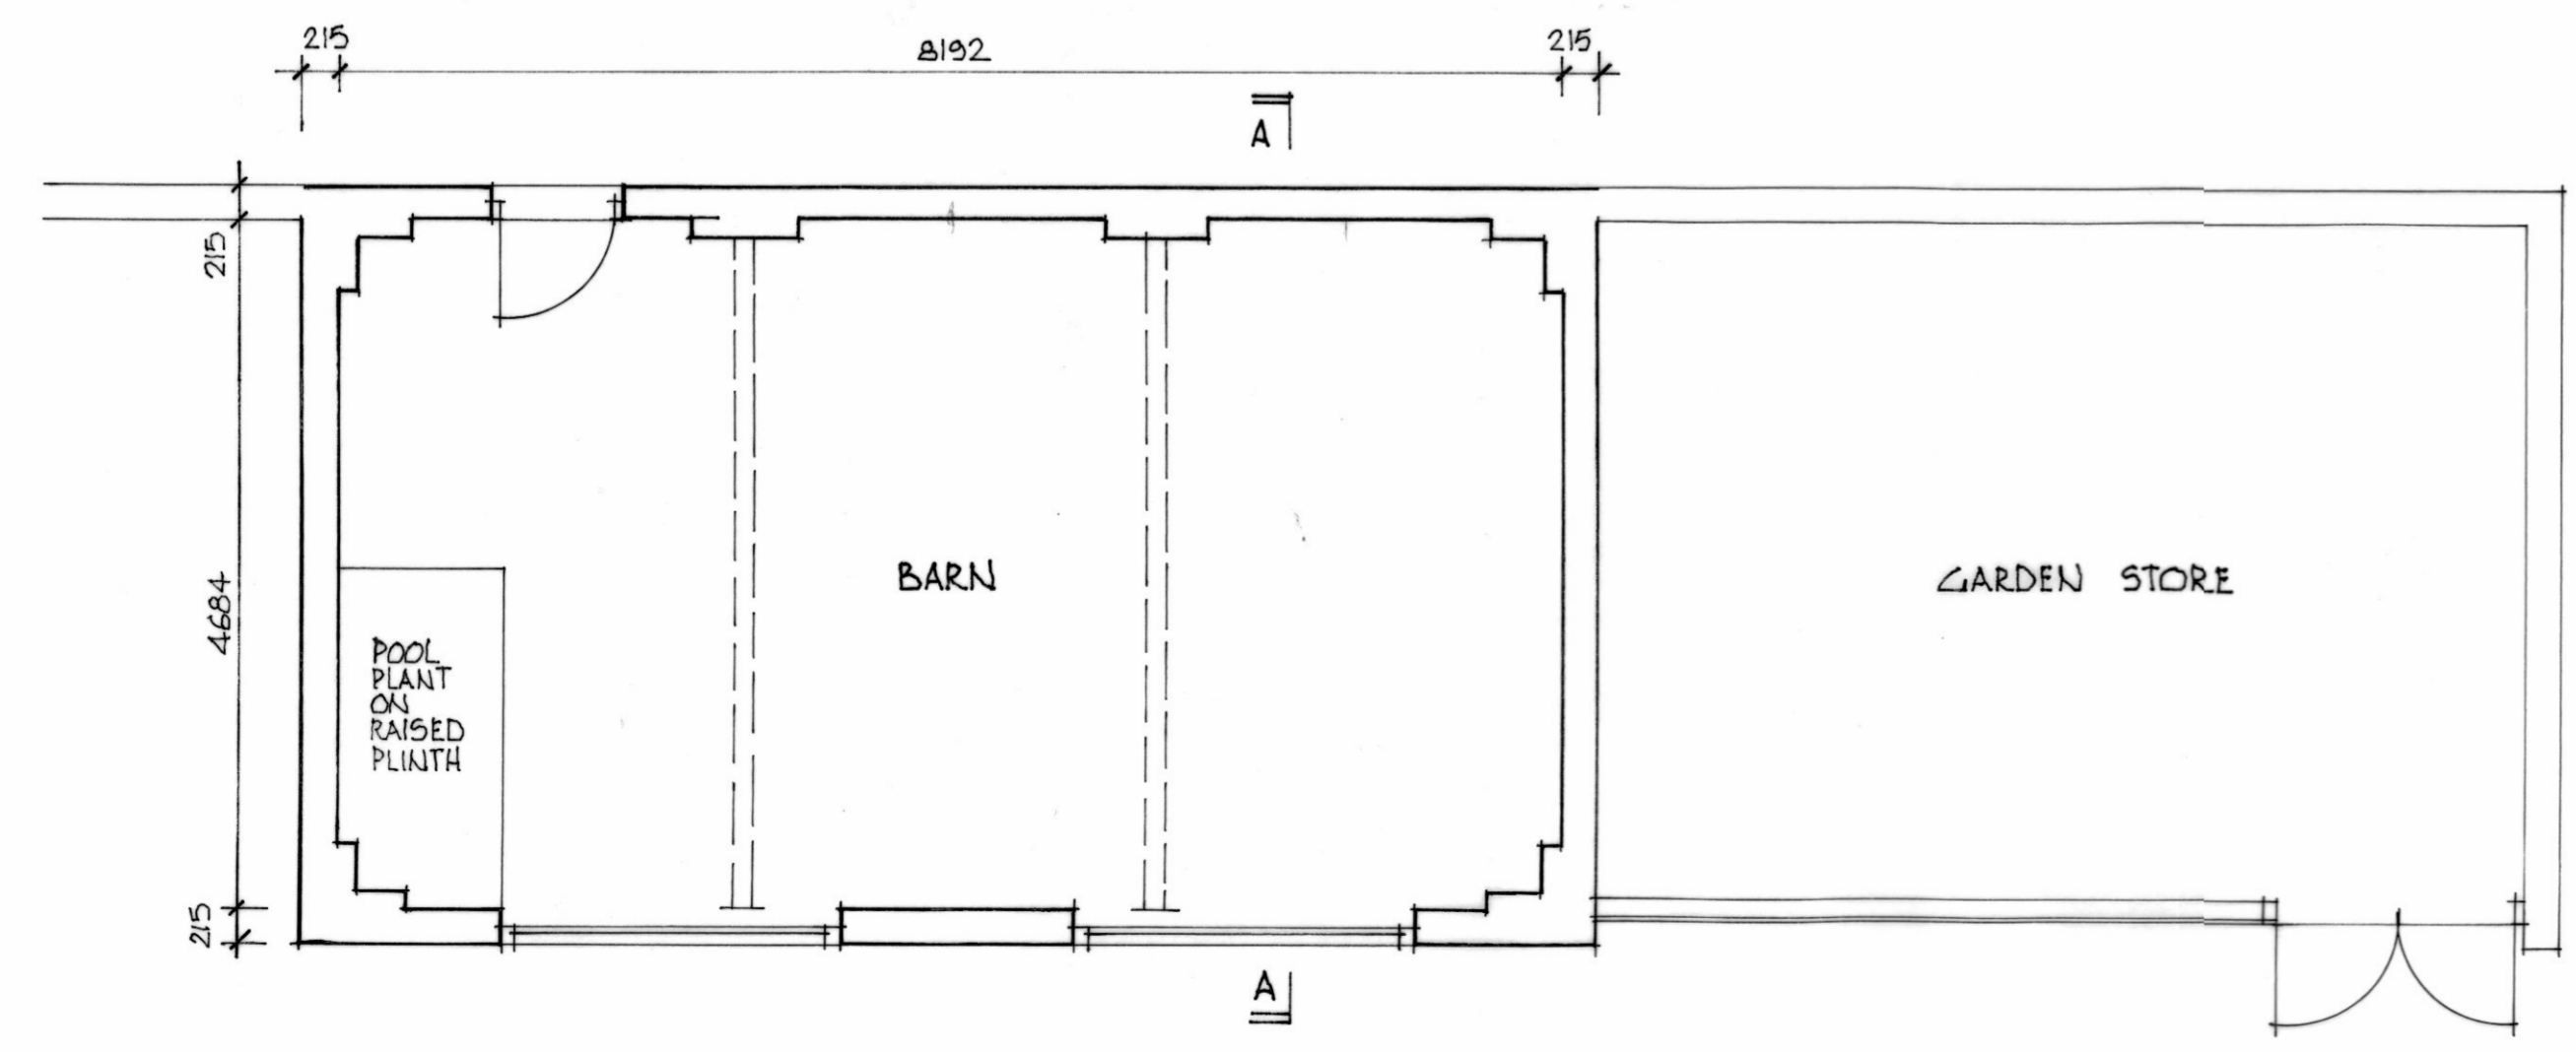 215
8192
215
A
215
BARN
GARDEN STORE
4684
POOL
PLANT
ON
RAISED
PLINTH
215
A